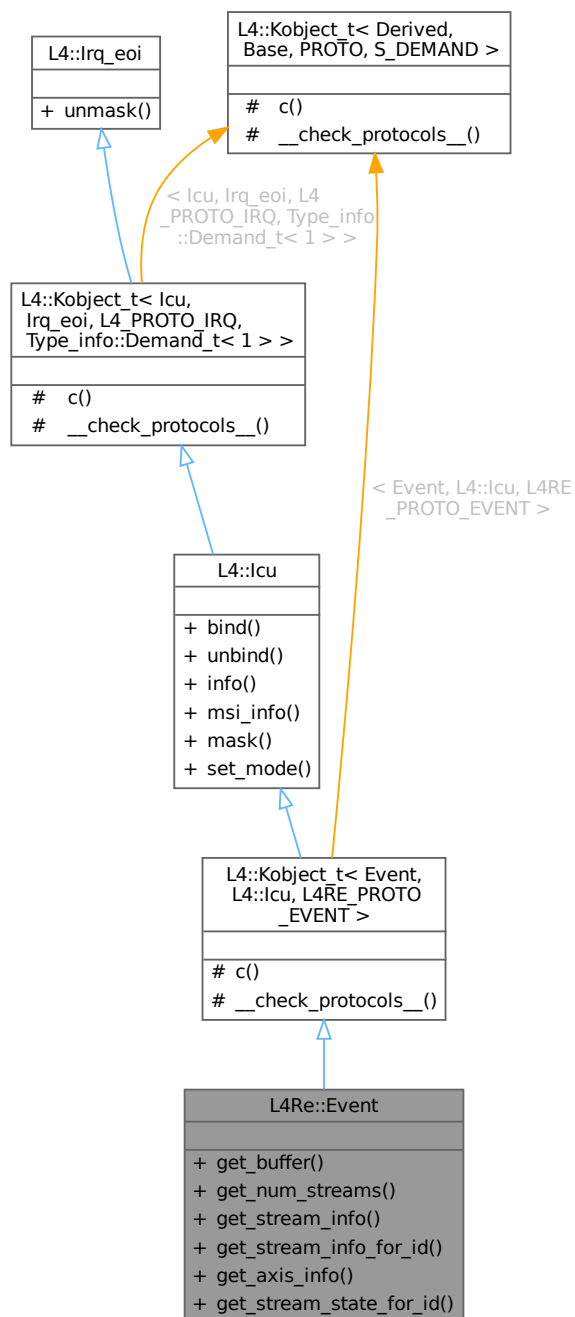 L4::Irq_eoi
+ unmask()
L4::Kobject_t< Derived,
Base, PROTO, S_DEMAND >
# c()
# __check_protocols__()
< Icu, Irq_eoi, L4
_PROTO_IRQ, Type_info
::Demand_t< 1 > >
L4::Kobject_t< Icu,
Irq_eoi, L4_PROTO_IRQ,
Type_info::Demand_t< 1 > >
# c()
# __check_protocols__()
< Event, L4::Icu, L4RE
_PROTO_EVENT >
L4::Icu
+ bind()
+ unbind()
+ info()
+ msi_info()
+ mask()
+ set_mode()
L4::Kobject_t< Event,
L4::Icu, L4RE_PROTO
_EVENT >
# c()
# __check_protocols__()
L4Re::Event
+ get_buffer()
+ get_num_streams()
+ get_stream_info()
+ get_stream_info_for_id()
+ get_axis_info()
+ get_stream_state_for_id()